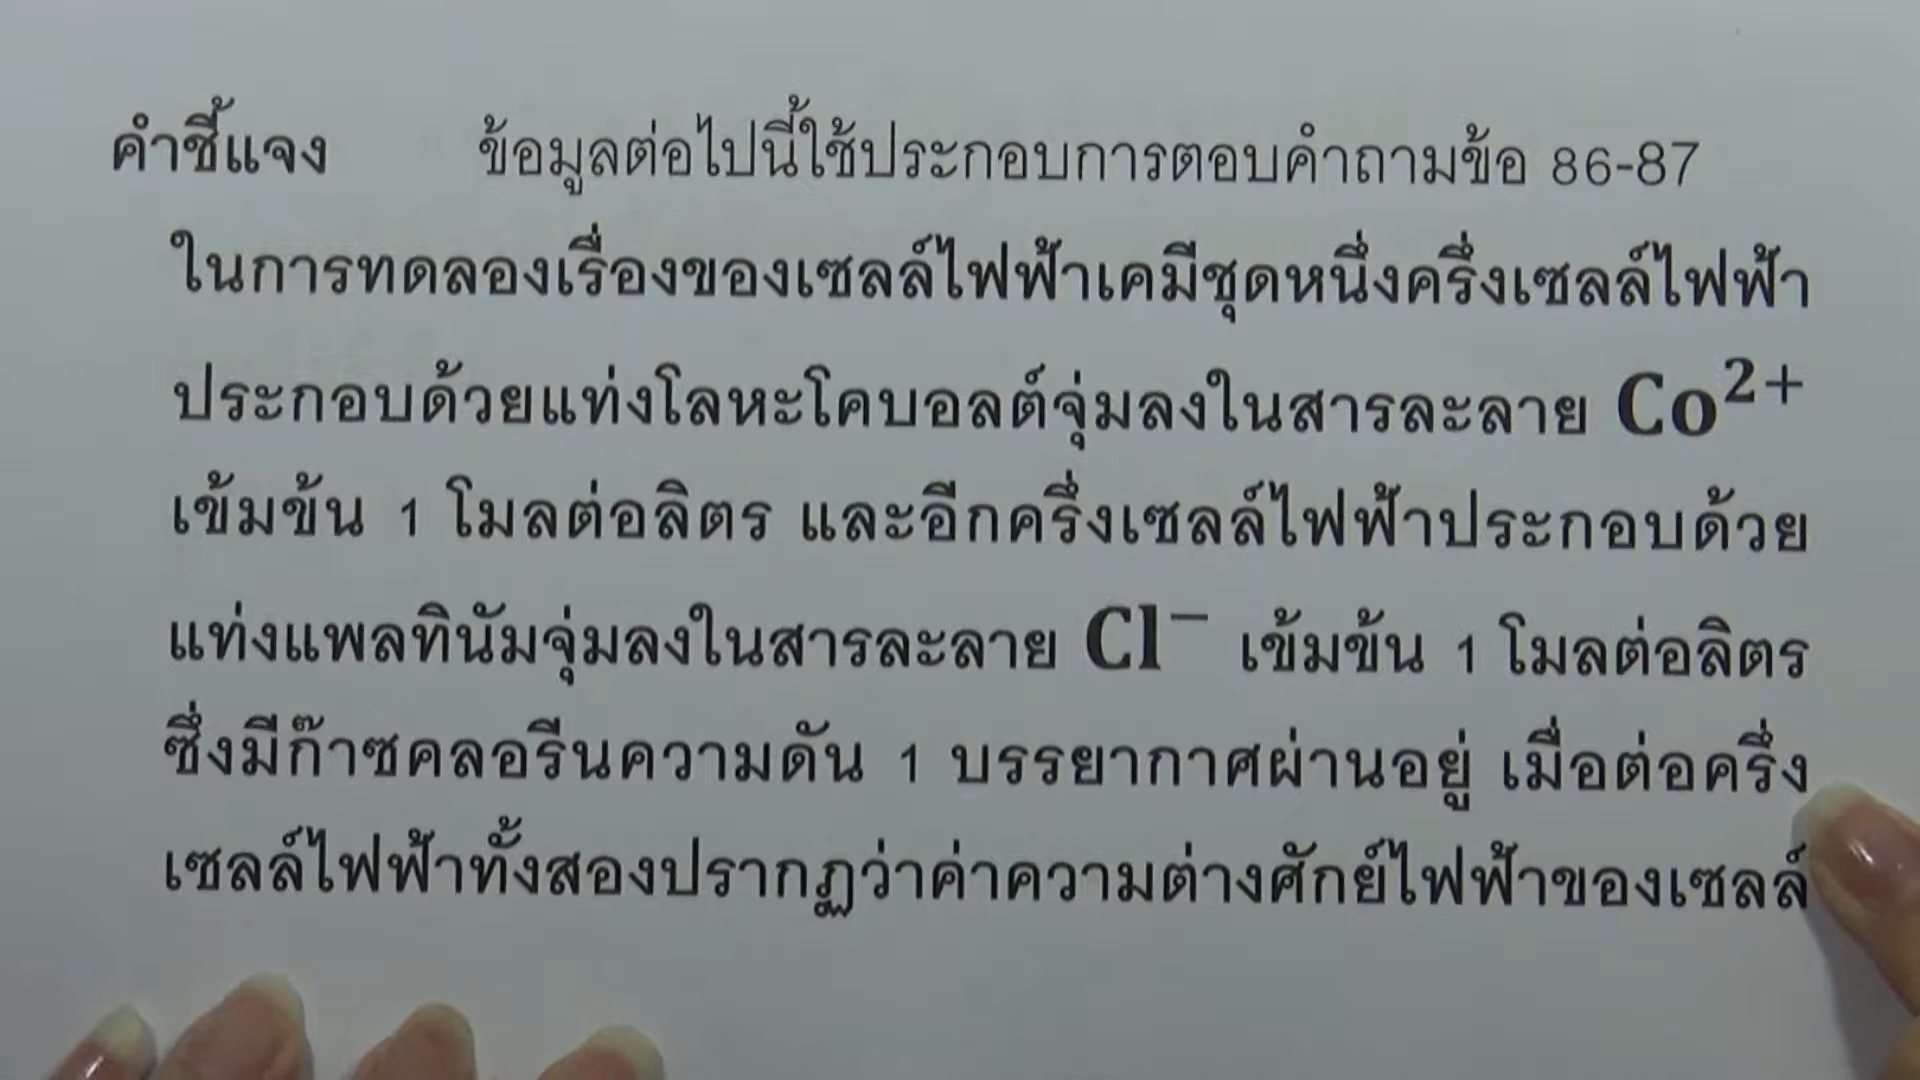 คำชี้แจง ข้อมูลต่อไปนี้ใช้ประกอบการตอบคำถามข้อ 86-87
ในการทดลองเรื่องของเซลล์ไฟฟ้าเคมีชุดหนึ่งครึ่งเซลล์ไฟฟ้า
ประกอบด้วยแท่งโลหะโคบอลต์จุ่มลงในสารละลาย Co²⁺
เข้มข้น 1 โมลต่อลิตร และอีกครึ่งเซลล์ไฟฟ้าประกอบด้วย
แท่งแพลทินัมจุ่มลงในสารละลาย Cl⁻ เข้มข้น 1 โมลต่อลิตร
ซึ่งมีก๊าซคลอรีนความดัน 1 บรรยากาศผ่านอยู่ เมื่อต่อครึ่ง
เซลล์ไฟฟ้าทั้งสองปรากฏว่าค่าความต่างศักย์ไฟฟ้าของเซลล์